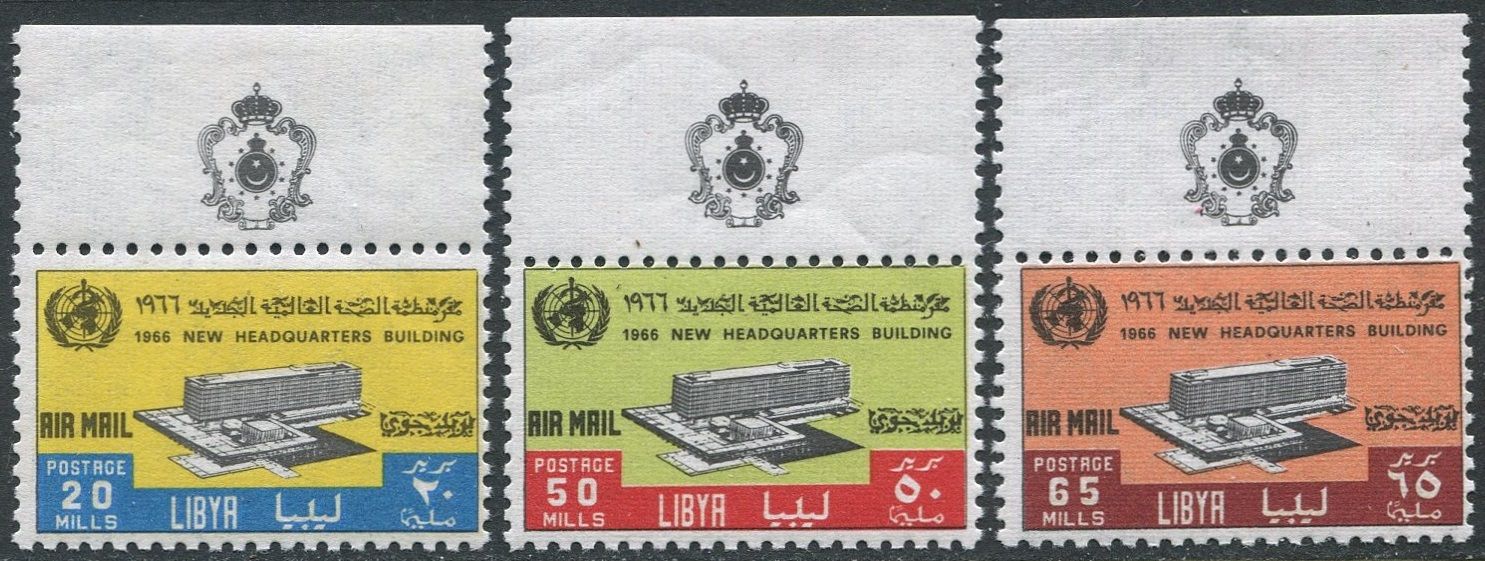 ١٩٦٦ مقر منظمة الصحة العالمية الجديد
1966 NEW HEADQUARTERS BUILDING
AIR MAIL بريد جوي
POSTAGE
20
MILLS
LIBYA ليبيا
بريد
٢٠
مليما
١٩٦٦ مقر منظمة الصحة العالمية الجديد
1966 NEW HEADQUARTERS BUILDING
AIR MAIL بريد جوي
POSTAGE
50
MILLS
LIBYA ليبيا
بريد
٥٠
مليما
١٩٦٦ مقر منظمة الصحة العالمية الجديد
1966 NEW HEADQUARTERS BUILDING
AIR MAIL بريد جوي
POSTAGE
65
MILLS
LIBYA ليبيا
بريد
٦٥
مليما